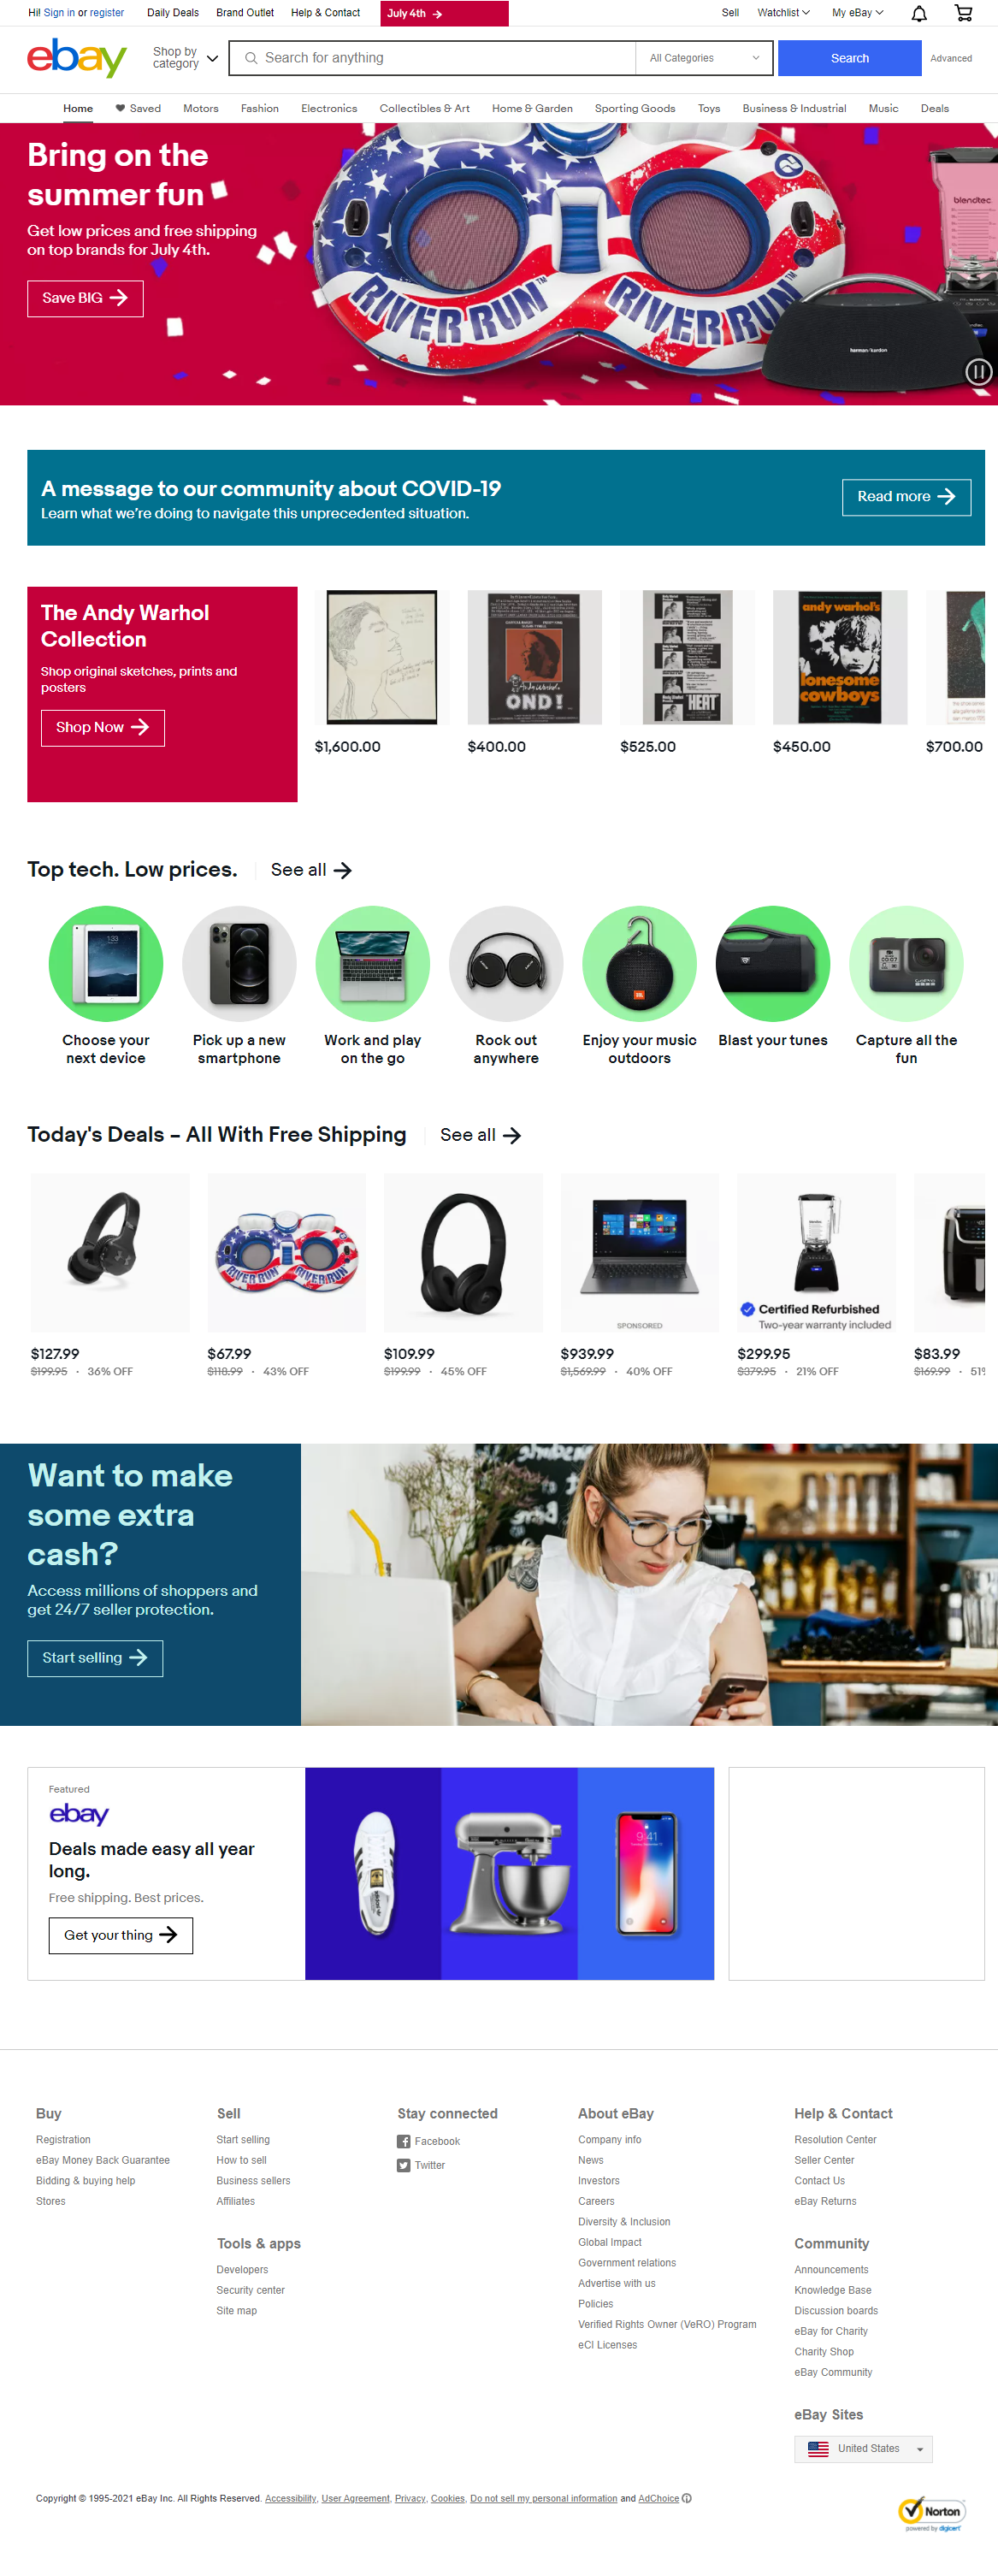 Hi! Sign in or register Daily Deals Brand Outlet Help & Contact July 4th Sell Watchlist My eBay
ebay Shop by category Search for anything All Categories Search Advanced
Home Saved Motors Fashion Electronics Collectibles & Art Home & Garden Sporting Goods Toys Business & Industrial Music Deals
Bring on the
summer fun
Get low prices and free shipping
on top brands for July 4th.
Save BIG
RIVER RUN™ RIVER RUN™
blendtec
harman/kardon
A message to our community about COVID-19
Learn what we're doing to navigate this unprecedented situation.
Read more
The Andy Warhol
Collection
Shop original sketches, prints and
posters
Shop Now
OND!
HEAT
andy warhol's
lonesome
cowboys
$1,600.00 $400.00 $525.00 $450.00 $700.00
Top tech. Low prices. See all
Choose your
next device
Pick up a new
smartphone
Work and play
on the go
Rock out
anywhere
Enjoy your music
outdoors
Blast your tunes
Capture all the
fun
Today's Deals – All With Free Shipping See all
RIVER RUN RIVER RUN
SPONSORED
Certified Refurbished
Two-year warranty included
$127.99 $67.99 $109.99 $939.99 $299.95 $83.99
$199.95 · 36% OFF $118.99 · 43% OFF $199.99 · 45% OFF $1,569.99 · 40% OFF $379.95 · 21% OFF $169.99 · 51%
Want to make
some extra
cash?
Access millions of shoppers and
get 24/7 seller protection.
Start selling
Featured
ebay
Deals made easy all year
long.
Free shipping. Best prices.
Get your thing
9:41
Buy
Registration
eBay Money Back Guarantee
Bidding & buying help
Stores
Sell
Start selling
How to sell
Business sellers
Affiliates
Tools & apps
Developers
Security center
Site map
Stay connected
Facebook
Twitter
About eBay
Company info
News
Investors
Careers
Diversity & Inclusion
Global Impact
Government relations
Advertise with us
Policies
Verified Rights Owner (VeRO) Program
eCI Licenses
Help & Contact
Resolution Center
Seller Center
Contact Us
eBay Returns
Community
Announcements
Knowledge Base
Discussion boards
eBay for Charity
Charity Shop
eBay Community
eBay Sites
United States
Copyright © 1995-2021 eBay Inc. All Rights Reserved. Accessibility, User Agreement, Privacy, Cookies, Do not sell my personal information and AdChoice
Norton
powered by digicert